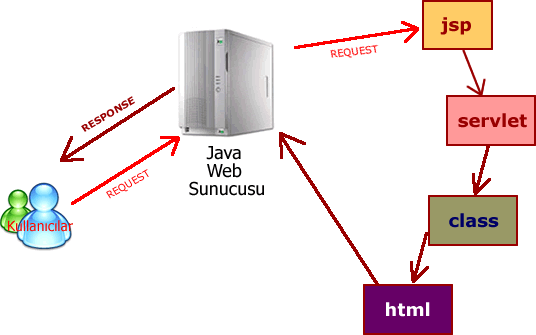 jsp
REQUEST
servlet
RESPONSE
Java
Web
Sunucusu
REQUEST
Kullanıcılar
class
html